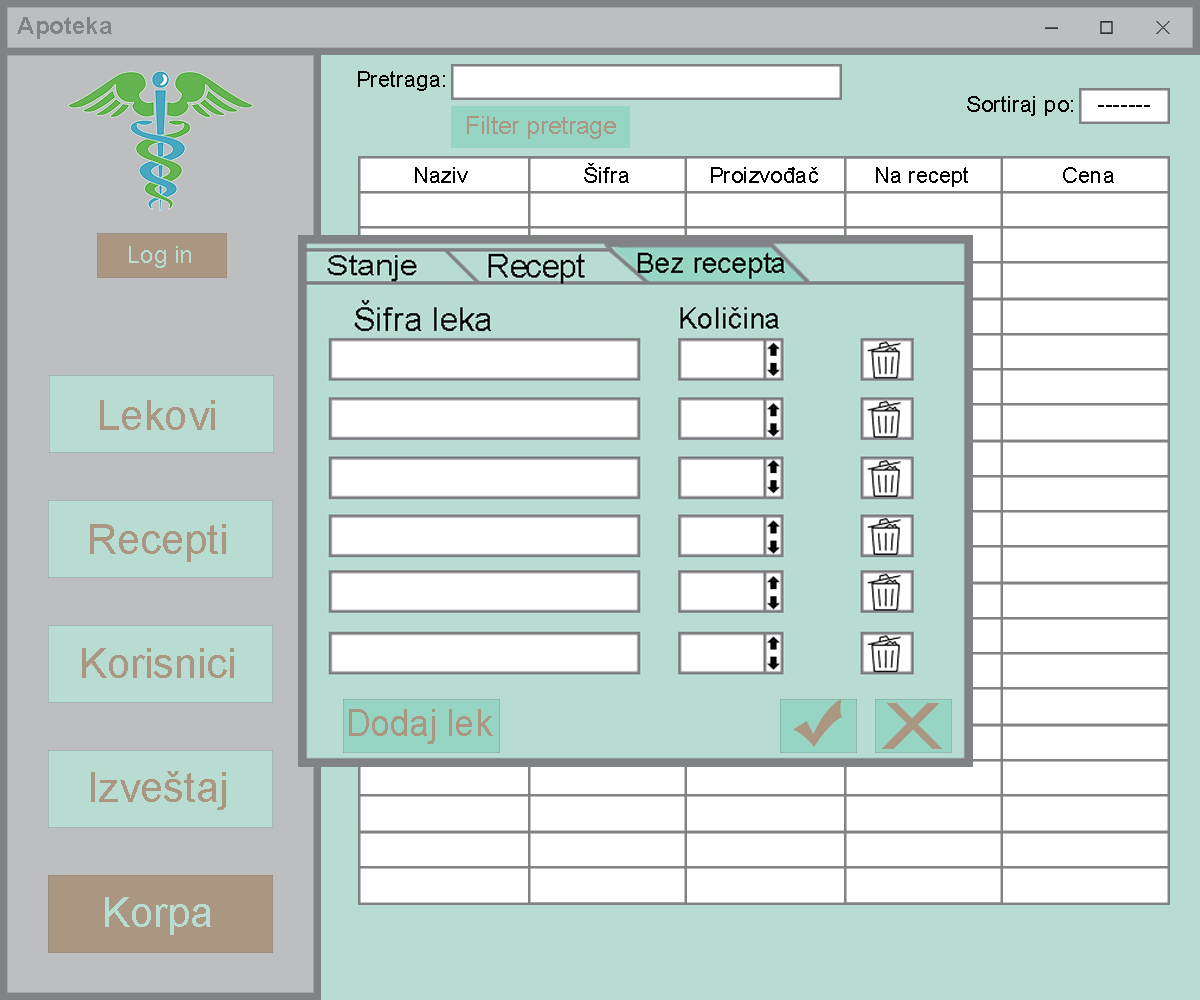 Apoteka
Pretraga:
Filter pretrage
Sortiraj po: -------
Naziv Šifra Proizvođač Na recept Cena
Log in
Lekovi
Recepti
Korisnici
Izveštaj
Korpa
Stanje Recept Bez recepta
Šifra leka Količina
Dodaj lek